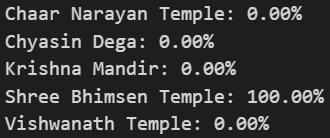 Chaar Narayan Temple: 0.00%
Chyasin Dega: 0.00%
Krishna Mandir: 0.00%
Shree Bhimsen Temple: 100.00%
Vishwanath Temple: 0.00%